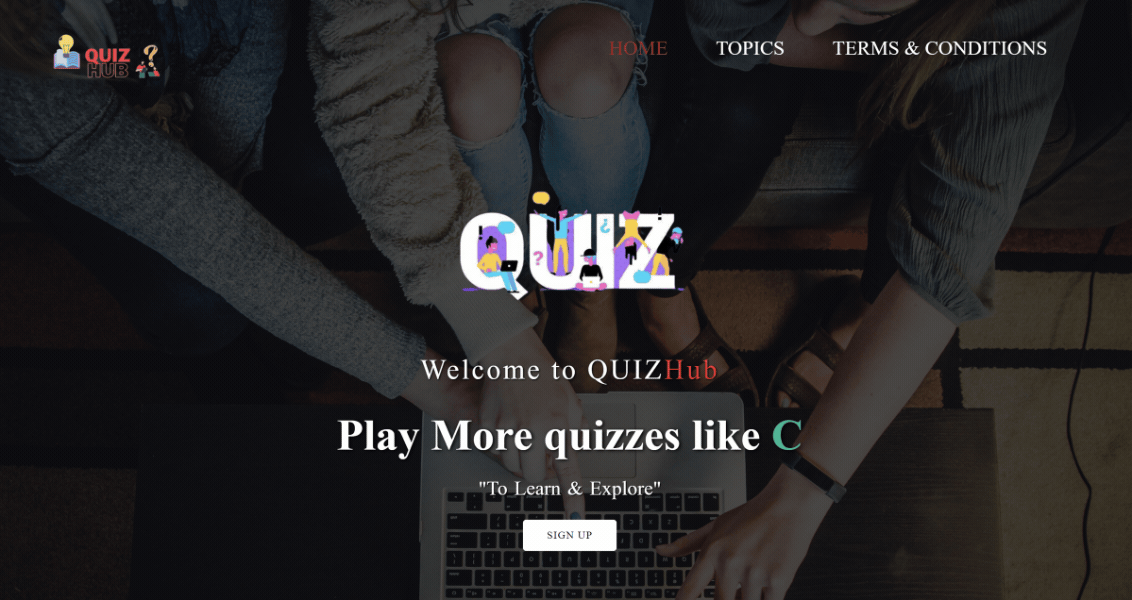 QUIZ
HUB
HOME TOPICS TERMS & CONDITIONS
QUIZ
Welcome to QUIZHub
Play More quizzes like C
"To Learn & Explore"
SIGN UP